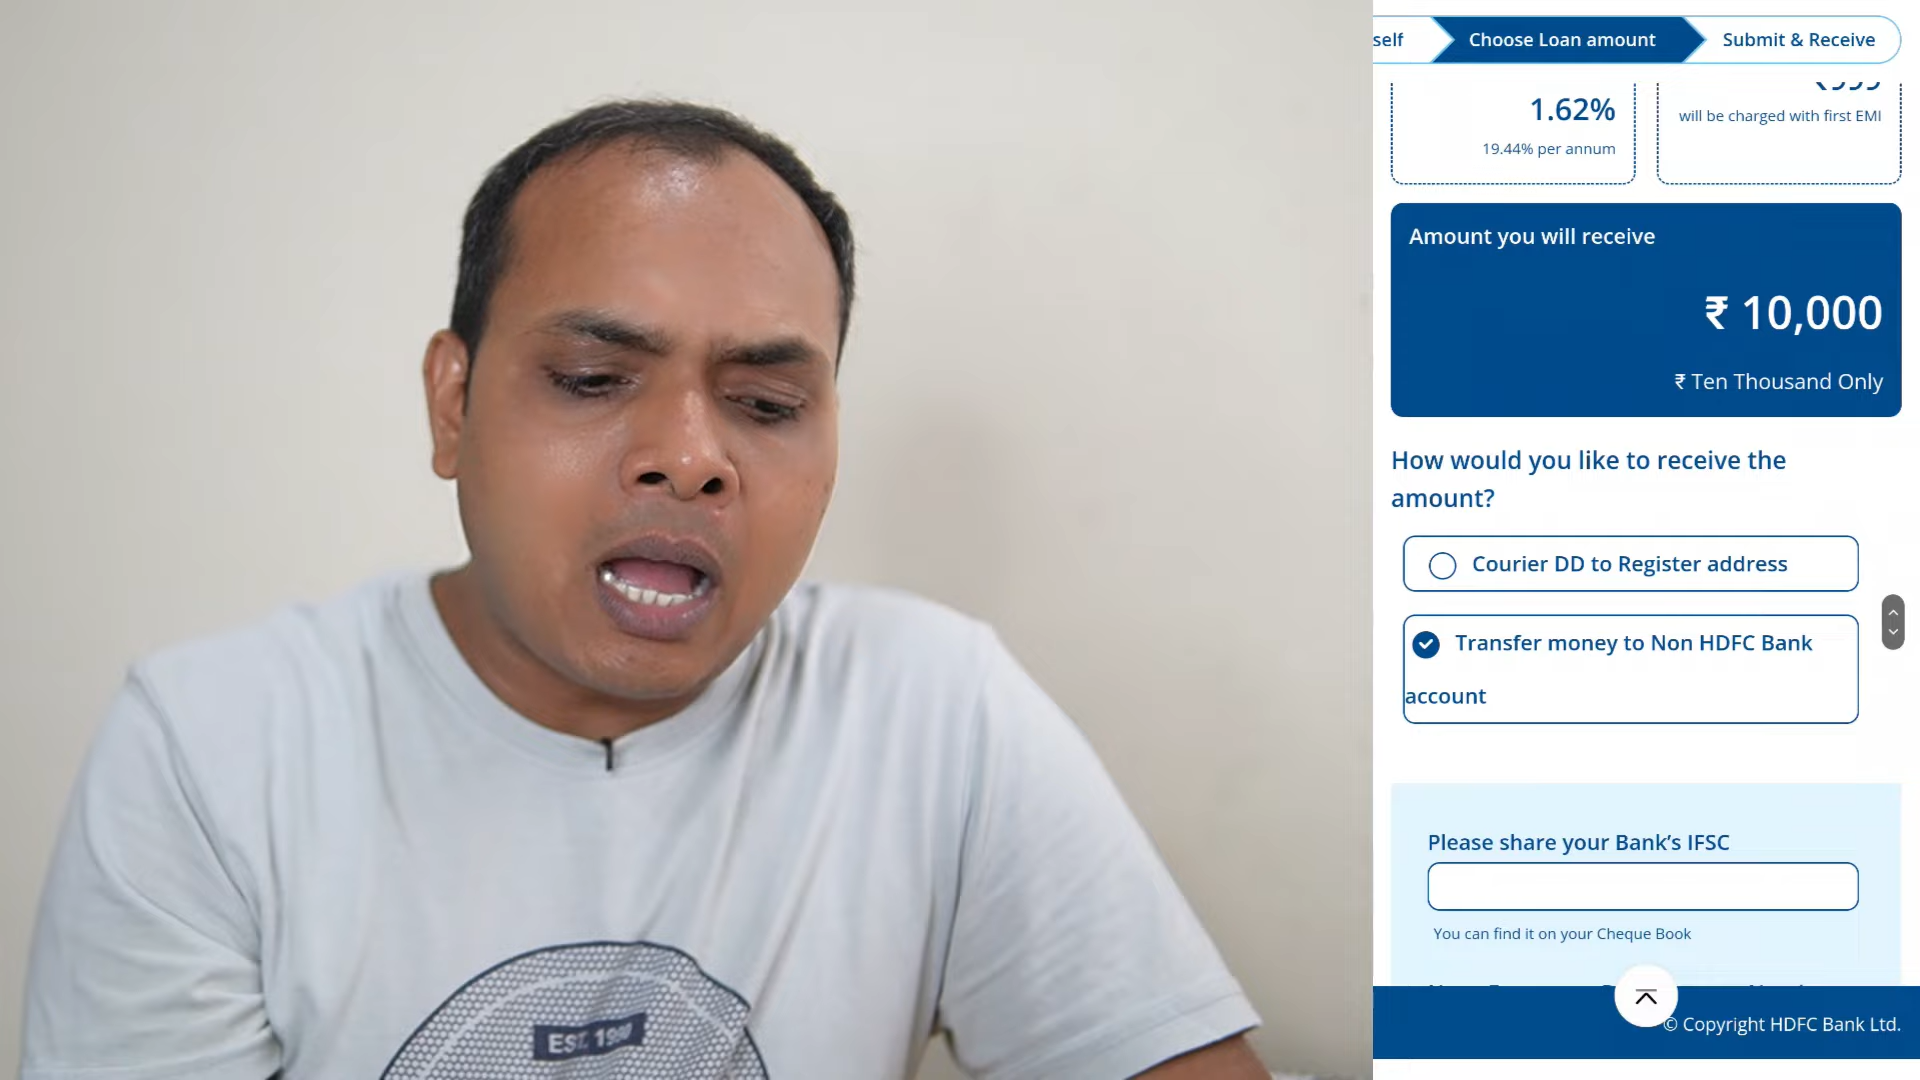 self
Choose Loan amount
Submit & Receive
1.62%
19.44% per annum
₹999
will be charged with first EMI
Amount you will receive
₹ 10,000
₹ Ten Thousand Only
How would you like to receive the
amount?
Courier DD to Register address
Transfer money to Non HDFC Bank
account
Please share your Bank’s IFSC
You can find it on your Cheque Book
© Copyright HDFC Bank Ltd.